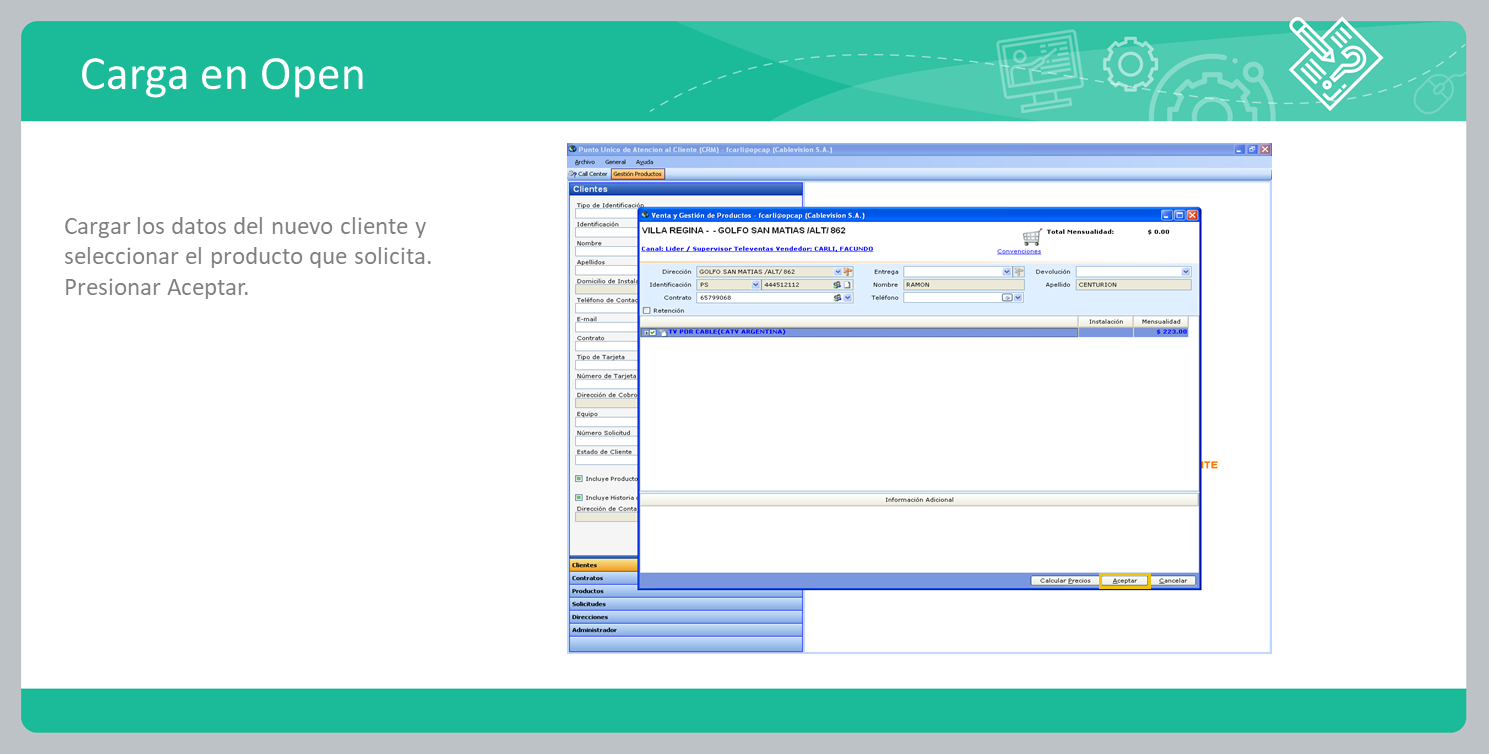 Carga en Open
Cargar los datos del nuevo cliente y
seleccionar el producto que solicita.
Presionar Aceptar.
Punto Unico de Atencion al Cliente (CRM) - fcarli@opcap (Cablevision S.A.)
Archivo General Ayuda
Call Center Gestión Productos
Clientes
Tipo de Identificación
Identificación
Nombre
Apellidos
Domicilio de Instala
Teléfono de Contac
E-mail
Contrato
Tipo de Tarjeta
Número de Tarjeta
Dirección de Cobro
Equipo
Número Solicitud
Estado de Cliente
Incluye Producto
Incluye Historia
Dirección de Conta
Clientes
Contratos
Productos
Solicitudes
Direcciones
Administrador
Venta y Gestión de Productos - fcarli@opcap (Cablevision S.A.)
VILLA REGINA - - GOLFO SAN MATIAS /ALT/ 862
Total Mensualidad: $ 0.00
Canal: Lider / Supervisor Televentas Vendedor: CARLI, FACUNDO
Convenciones
Dirección GOLFO SAN MATIAS /ALT/ 862 Entrega Devolución
Identificación PS 444512112 Nombre RAMON Apellido CENTURION
Contrato 65799068 Teléfono
Retención
Instalación Mensualidad
TV POR CABLE(CATV ARGENTINA) $ 223.00
Información Adicional
Calcular Precios Aceptar Cancelar
ITE